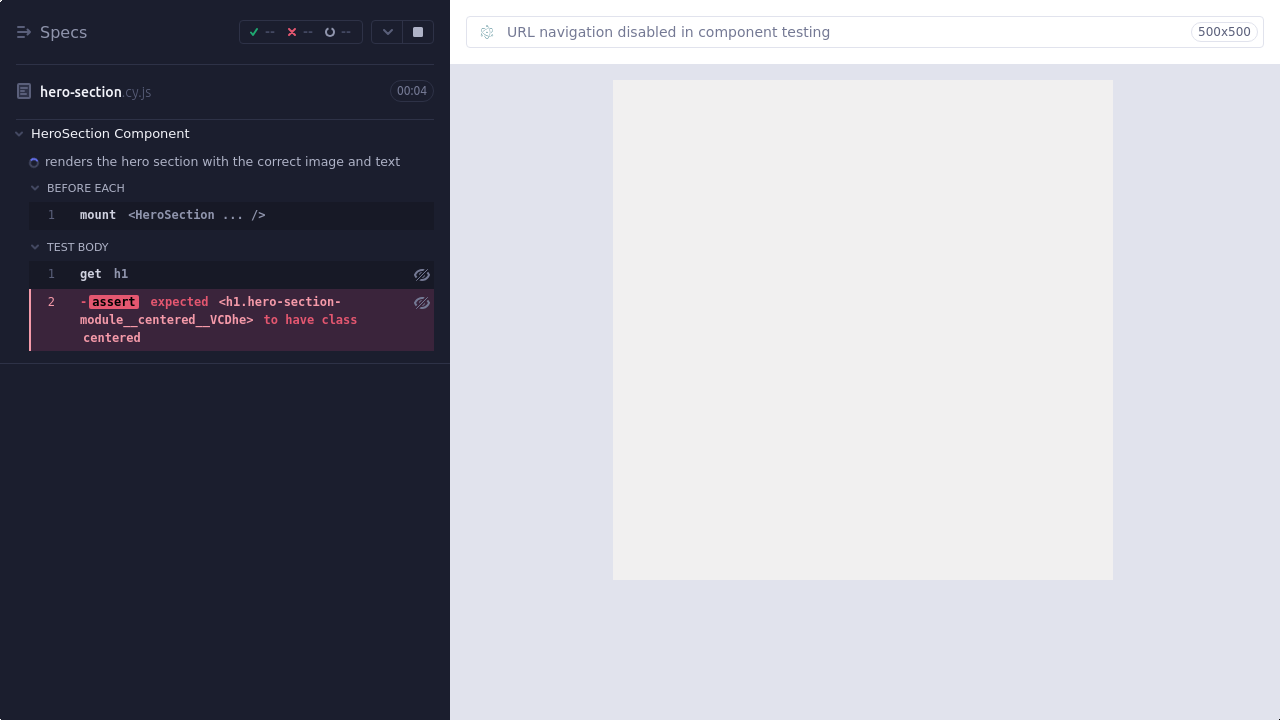 Specs
--
--
--
URL navigation disabled in component testing
500x500
hero-section.cy.js
00:04
HeroSection Component
renders the hero section with the correct image and text
BEFORE EACH
1 mount <HeroSection ... />
TEST BODY
1 get h1
2 -assert expected <h1.hero-section-
module__centered__VCDhe> to have class
centered